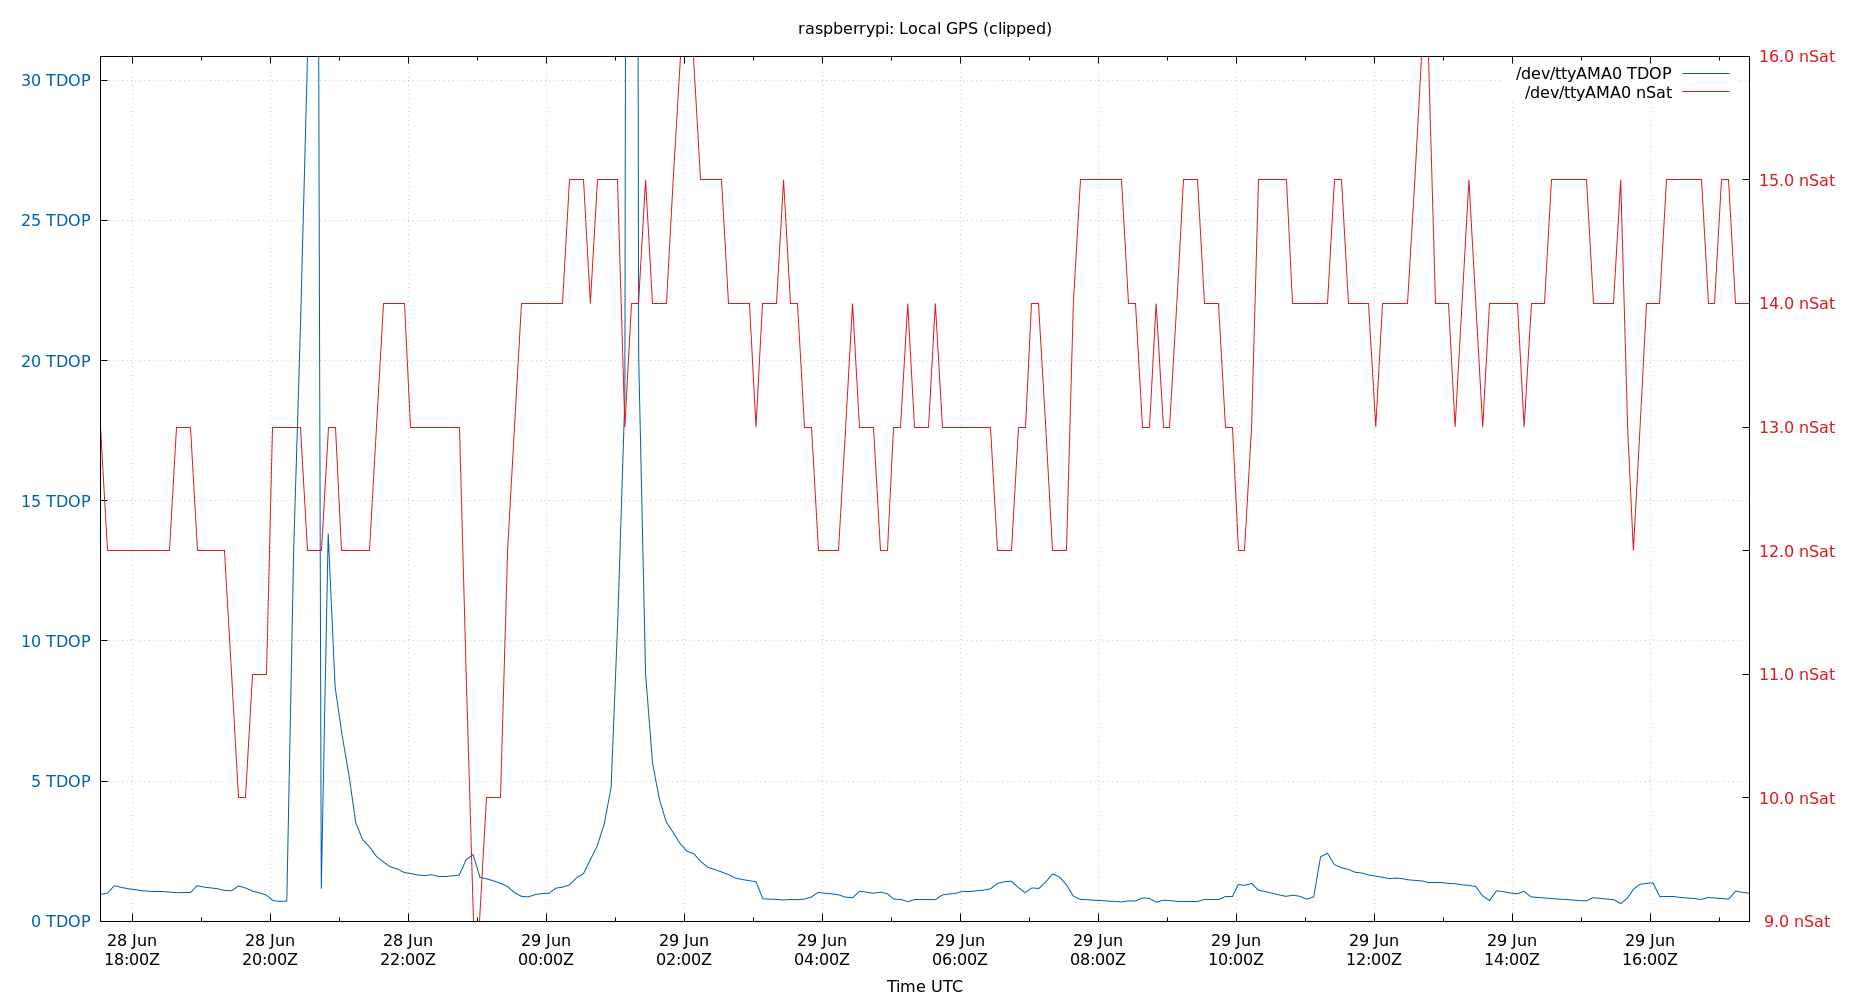 raspberrypi: Local GPS (clipped)
/dev/ttyAMA0 TDOP
/dev/ttyAMA0 nSat
30 TDOP
25 TDOP
20 TDOP
15 TDOP
10 TDOP
5 TDOP
0 TDOP
16.0 nSat
15.0 nSat
14.0 nSat
13.0 nSat
12.0 nSat
11.0 nSat
10.0 nSat
9.0 nSat
28 Jun 28 Jun 28 Jun 29 Jun 29 Jun 29 Jun 29 Jun 29 Jun 29 Jun 29 Jun 29 Jun 29 Jun
18:00Z 20:00Z 22:00Z 00:00Z 02:00Z 04:00Z 06:00Z 08:00Z 10:00Z 12:00Z 14:00Z 16:00Z
Time UTC